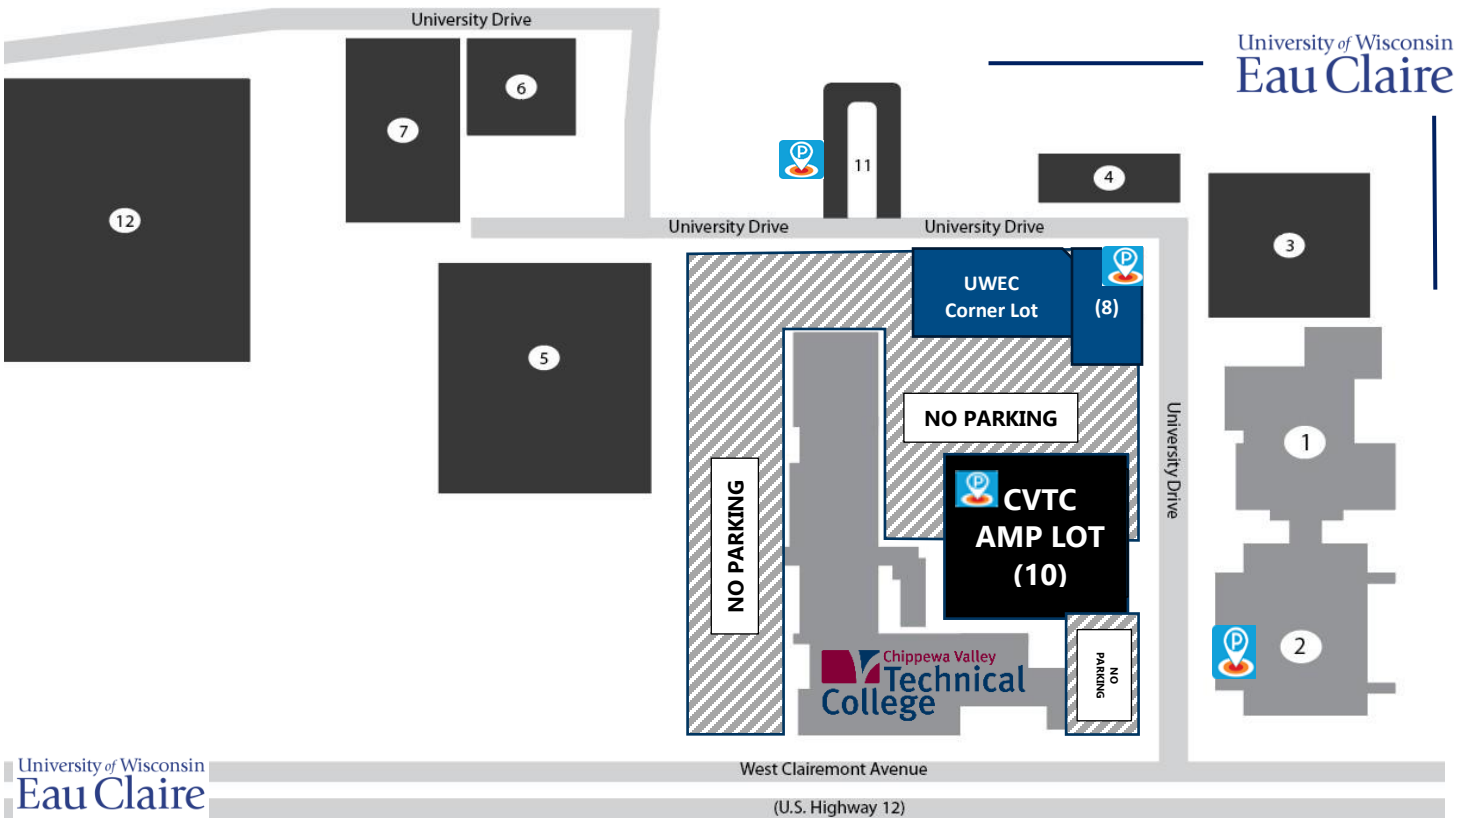 University Drive
University of Wisconsin
Eau Claire
6
7
P
11
4
12
University Drive
University Drive
3
P
UWEC
Corner Lot
(8)
5
NO PARKING
University Drive
1
NO PARKING
P
CVTC
AMP LOT
(10)
P
2
Chippewa Valley
Technical
College
NO
PARKING
University of Wisconsin
Eau Claire
West Clairemont Avenue
(U.S. Highway 12)